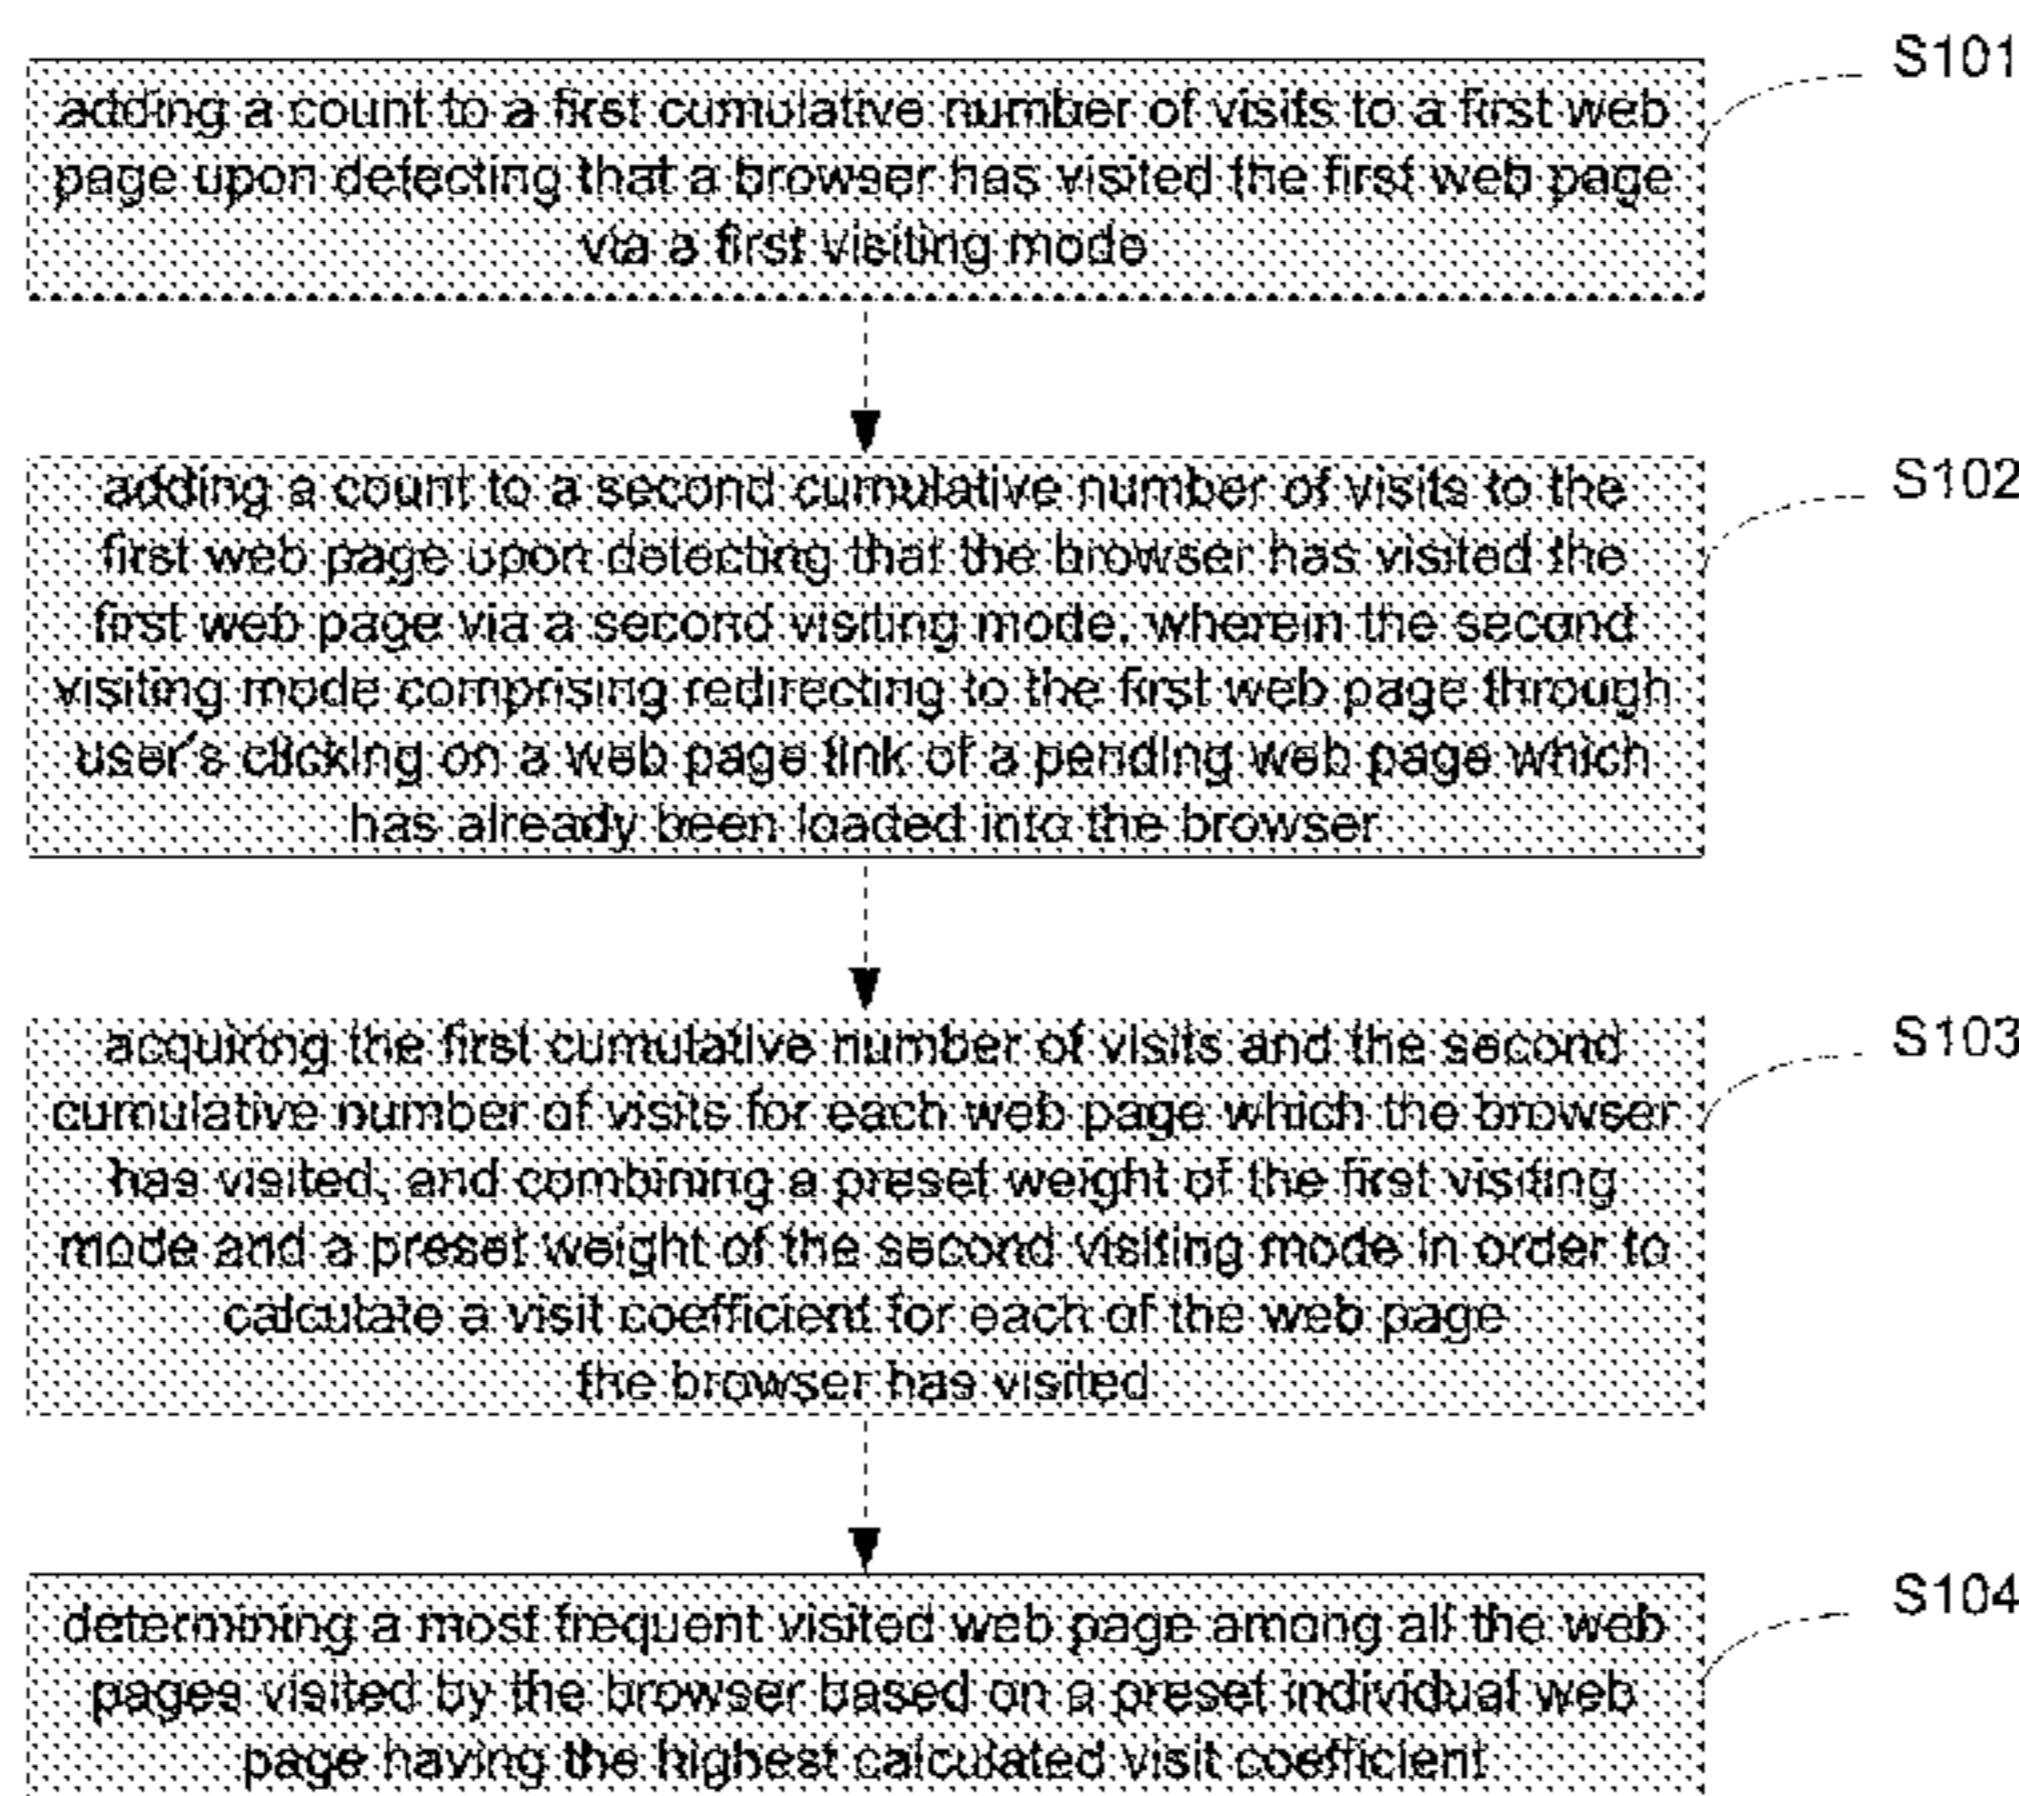 S101
adding a count to a first cumulative number of visits to a first web
page upon detecting that a browser has visited the first web page
via a first visiting mode
S102
adding a count to a second cumulative number of visits to the
first web page upon detecting that the browser has visited the
first web page via a second visiting mode, wherein the second
visiting mode comprising redirecting to the first web page through
user's clicking on a web page link of a pending web page which
has already been loaded into the browser
S103
acquiring the first cumulative number of visits and the second
cumulative number of visits for each web page which the browser
has visited, and combining a preset weight of the first visiting
mode and a preset weight of the second visiting mode in order to
calculate a visit coefficient for each of the web page
the browser has visited
S104
determining a most frequent visited web page among all the web
pages visited by the browser based on a preset individual web
page having the highest calculated visit coefficient